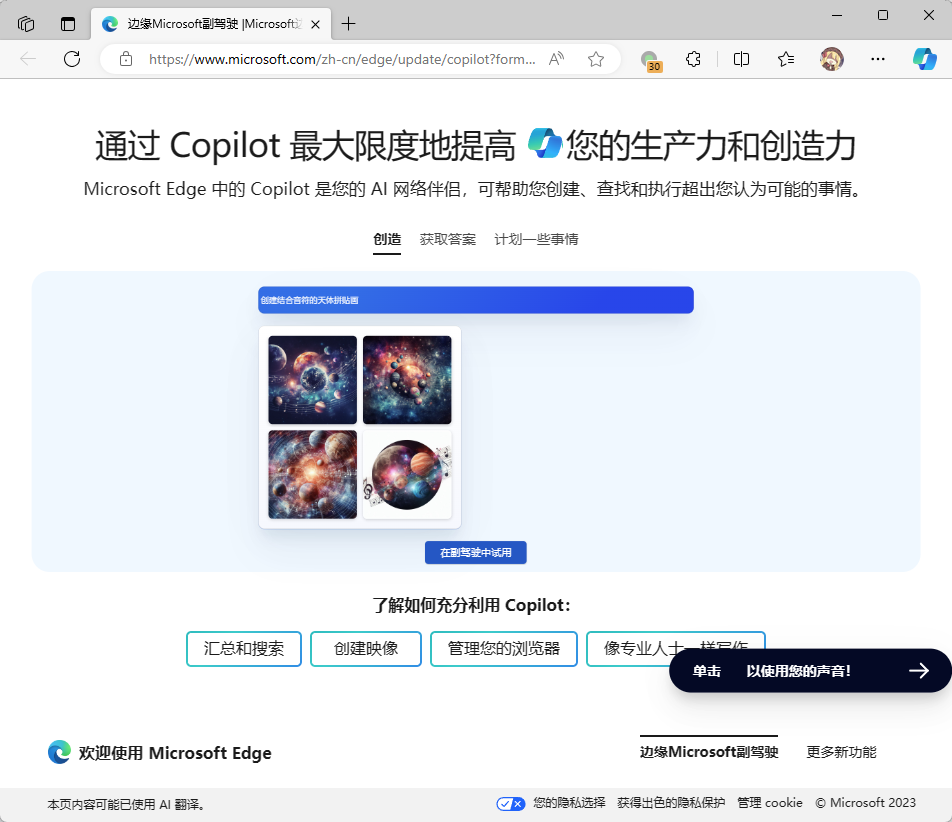 边缘Microsoft副驾驶 |Microsoft
https://www.microsoft.com/zh-cn/edge/update/copilot?form...
30
通过 Copilot 最大限度地提高 您的生产力和创造力
Microsoft Edge 中的 Copilot 是您的 AI 网络伴侣，可帮助您创建、查找和执行超出您认为可能的事情。
创造 获取答案 计划一些事情
创建结合音符的天体拼贴画
在副驾驶中试用
了解如何充分利用 Copilot：
汇总和搜索 创建映像 管理您的浏览器 像专业人士一样写作
单击 以使用您的声音！
欢迎使用 Microsoft Edge 边缘Microsoft副驾驶 更多新功能
本页内容可能已使用 AI 翻译。 您的隐私选择 获得出色的隐私保护 管理 cookie © Microsoft 2023